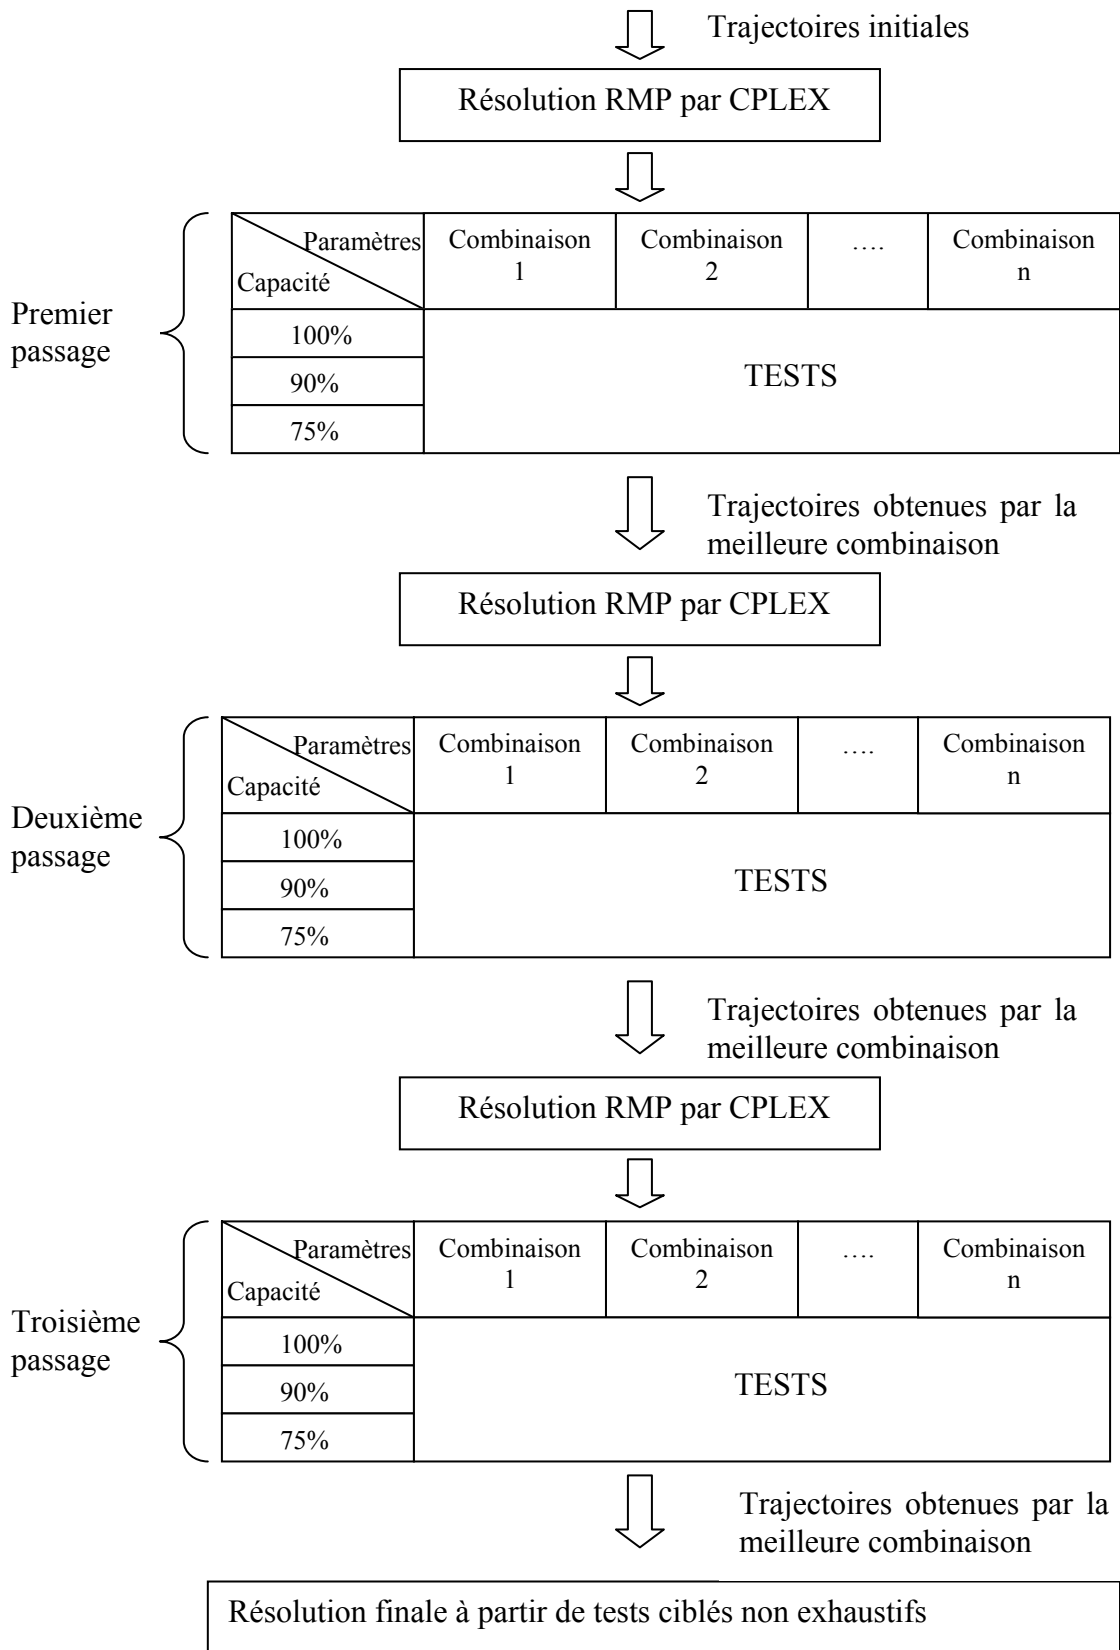 Trajectoires initiales
Résolution RMP par CPLEX
Premier
passage
Paramètres
Capacité
Combinaison
1
Combinaison
2
….
Combinaison
n
100%
90%
75%
TESTS
Trajectoires obtenues par la
meilleure combinaison
Résolution RMP par CPLEX
Deuxième
passage
Paramètres
Capacité
Combinaison
1
Combinaison
2
….
Combinaison
n
100%
90%
75%
TESTS
Trajectoires obtenues par la
meilleure combinaison
Résolution RMP par CPLEX
Troisième
passage
Paramètres
Capacité
Combinaison
1
Combinaison
2
….
Combinaison
n
100%
90%
75%
TESTS
Trajectoires obtenues par la
meilleure combinaison
Résolution finale à partir de tests ciblés non exhaustifs